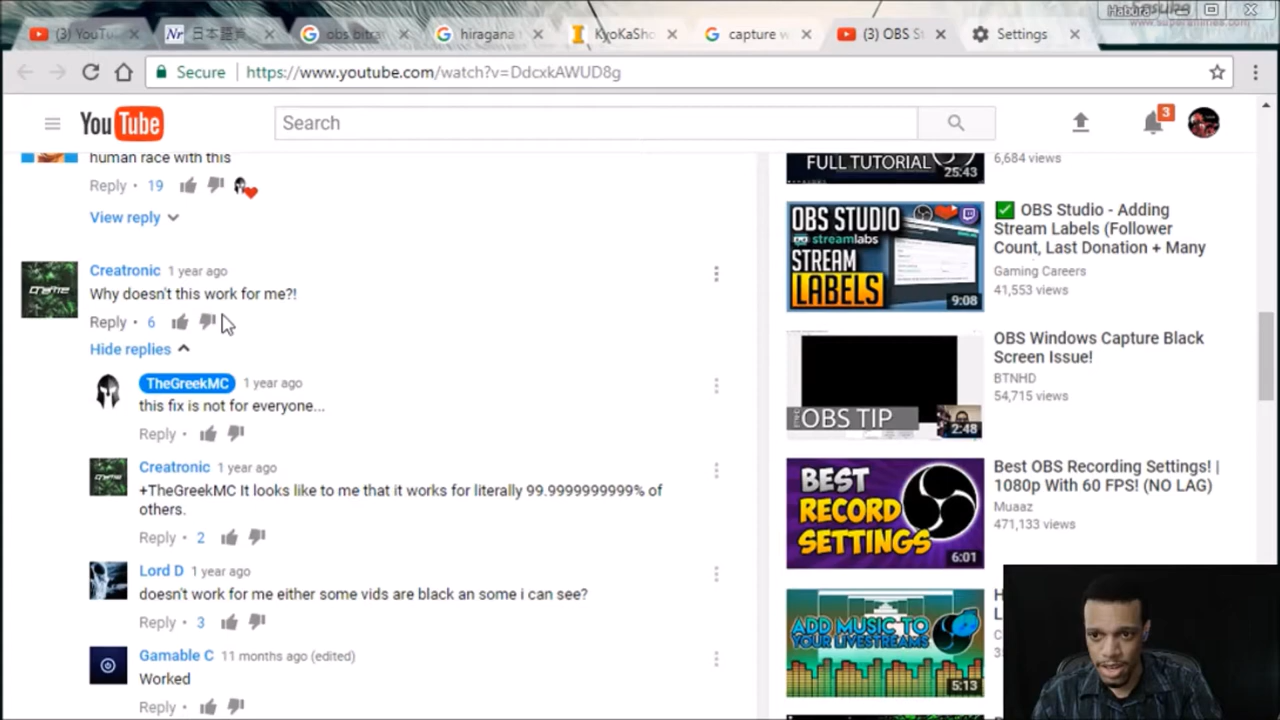 Habura
www.superanimes.com
(3) YouTu
日本語
obs bitra
hiragana
KyoKaSho
capture w
(3) OBS S
Settings
Secure
https://www.youtube.com/watch?v=DdcxkAWUD8g
YouTube
Search
3
human race with this
Reply • 19
View reply
Creatronic 1 year ago
Why doesn't this work for me?!
Reply • 6
Hide replies
TheGreekMC 1 year ago
this fix is not for everyone...
Reply •
Creatronic 1 year ago
+TheGreekMC It looks like to me that it works for literally 99.9999999999% of
others.
Reply • 2
Lord D 1 year ago
doesn't work for me either some vids are black an some i can see?
Reply • 3
Gamable C 11 months ago (edited)
Worked
Reply •
FULL TUTORIAL
25:43
6,684 views
OBS STUDIO
streamlabs
STREAM
LABELS
9:08
✅ OBS Studio - Adding
Stream Labels (Follower
Count, Last Donation + Many
Gaming Careers
41,553 views
OBS TIP
2:48
OBS Windows Capture Black
Screen Issue!
BTNHD
54,715 views
BEST
RECORD
SETTINGS
6:01
Best OBS Recording Settings! |
1080p With 60 FPS! (NO LAG)
Muaaz
471,133 views
ADD MUSIC TO
YOUR LIVESTREAMS
5:13